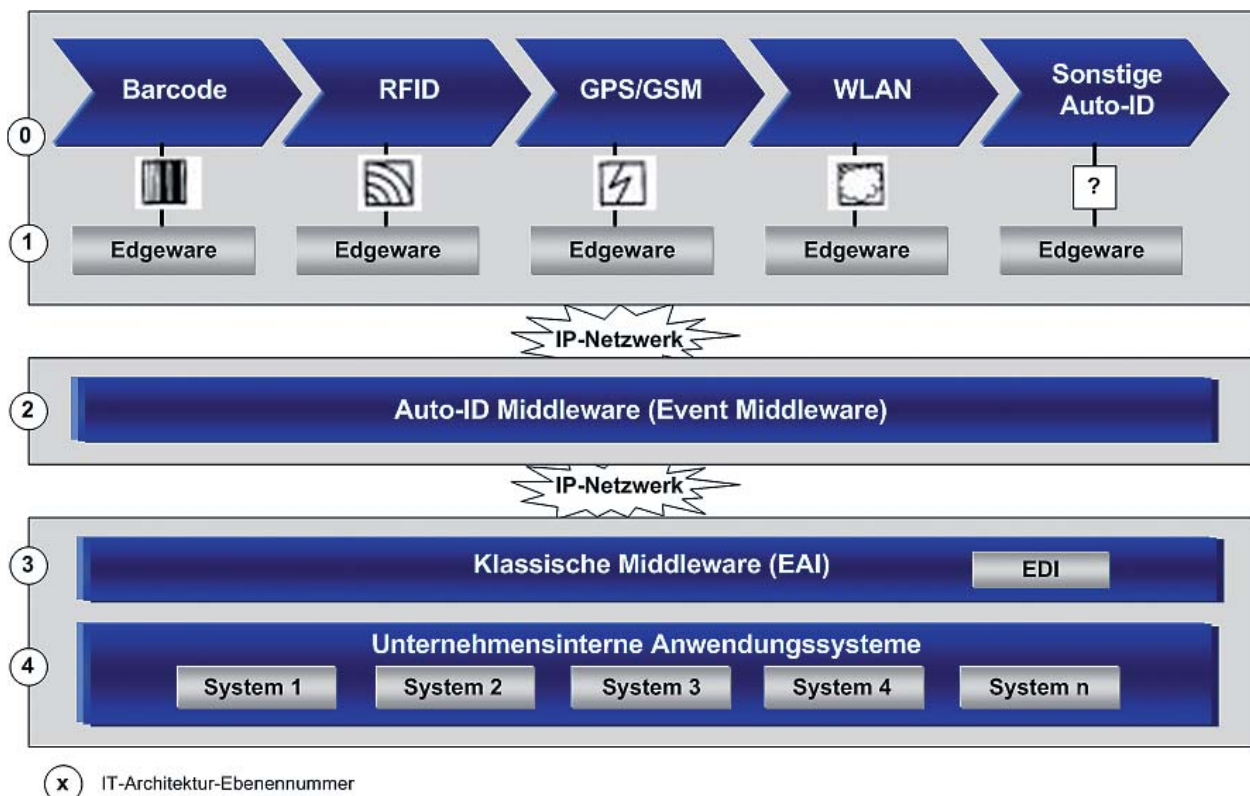 Barcode
RFID
GPS/GSM
WLAN
Sonstige
Auto-ID
0
?
1
Edgeware
Edgeware
Edgeware
Edgeware
Edgeware
IP-Netzwerk
2
Auto-ID Middleware (Event Middleware)
IP-Netzwerk
3
Klassische Middleware (EAI)
EDI
4
Unternehmensinterne Anwendungssysteme
System 1
System 2
System 3
System 4
System n
x IT-Architektur-Ebenennummer